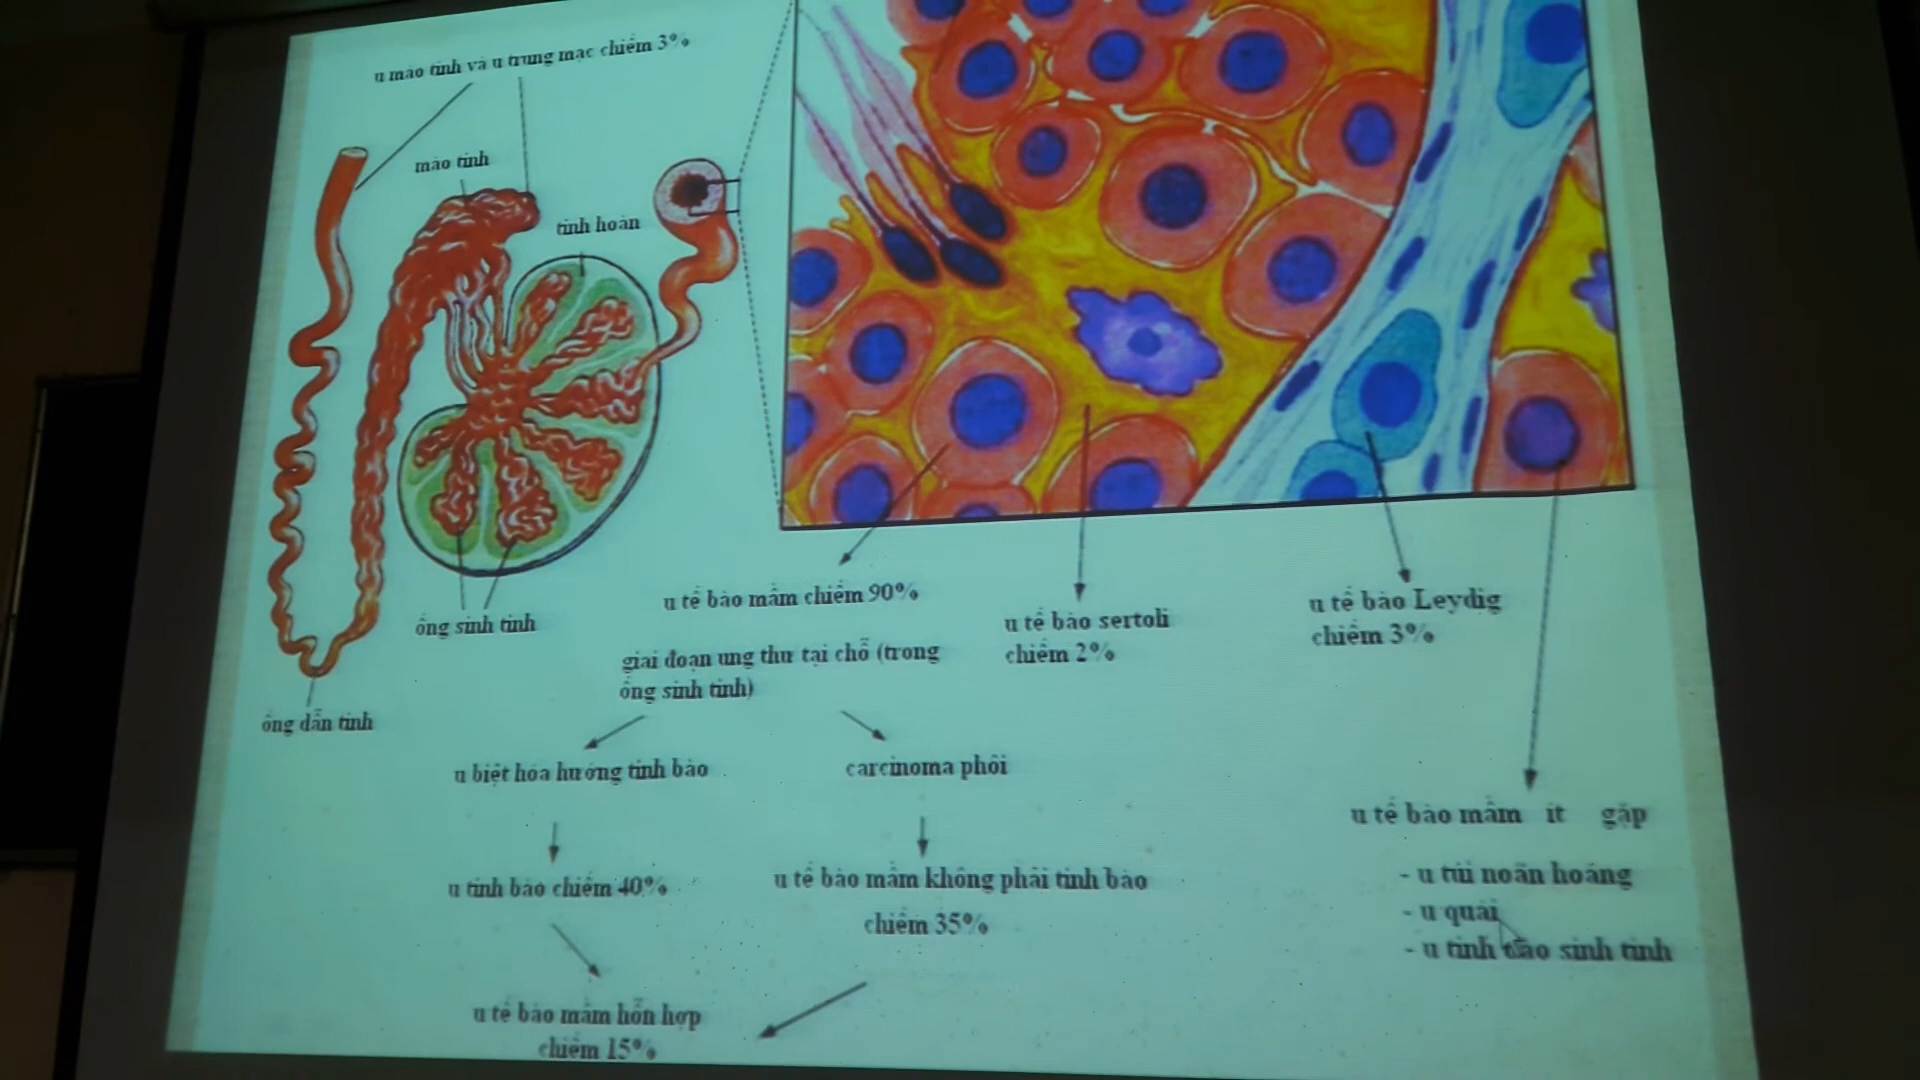 u mào tinh và u trung mạc chiếm 3%
mào tinh
tinh hoàn
ống sinh tinh
ống dẫn tinh
u tế bào mầm chiếm 90%
giai đoạn ung thư tại chỗ (trong
ống sinh tinh)
u tế bào sertoli
chiếm 2%
u tế bào Leydig
chiếm 3%
u biệt hóa hướng tinh bào
carcinoma phôi
u tinh bào chiếm 40%
u tế bào mầm không phải tinh bào
chiếm 35%
u tế bào mầm hỗn hợp
chiếm 15%
u tế bào mầm ít gặp
- u túi noãn hoàng
- u quái
- u tinh bào sinh tinh